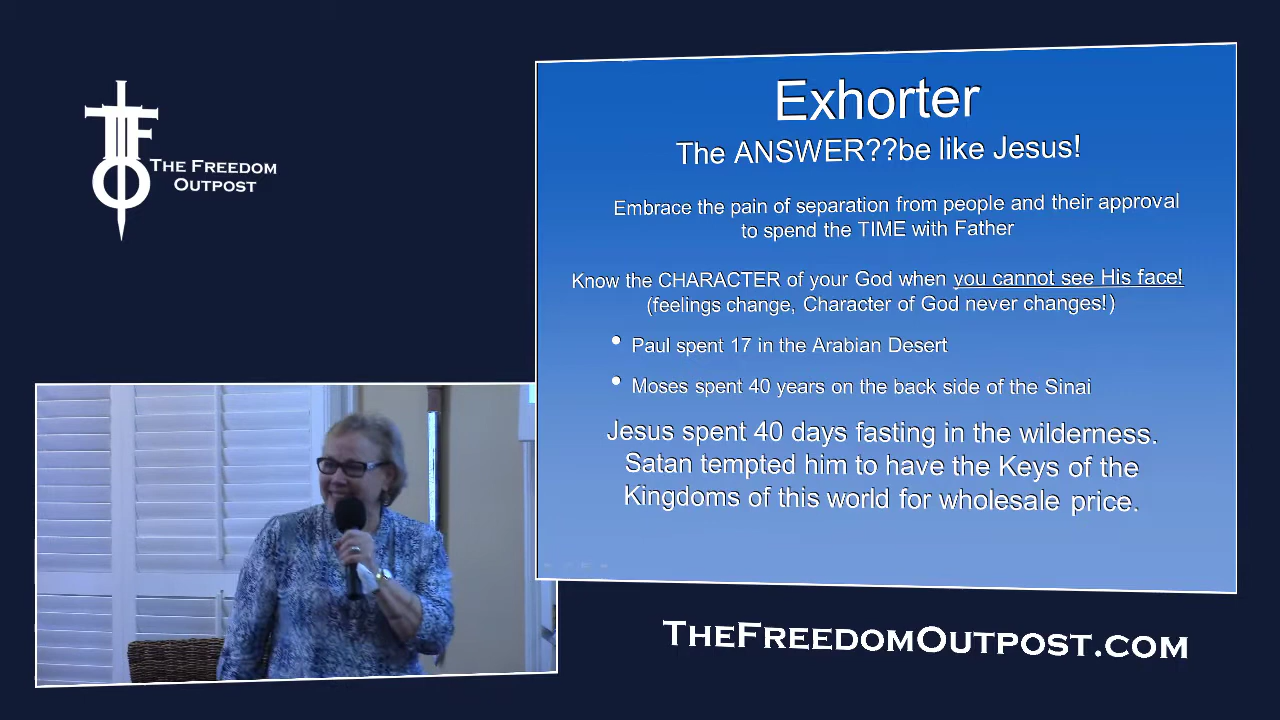 TFO
The Freedom
Outpost
Exhorter
The ANSWER??be like Jesus!
Embrace the pain of separation from people and their approval
to spend the TIME with Father
Know the CHARACTER of your God when you cannot see His face!
(feelings change, Character of God never changes!)
• Paul spent 17 in the Arabian Desert
• Moses spent 40 years on the back side of the Sinai
Jesus spent 40 days fasting in the wilderness.
Satan tempted him to have the Keys of the
Kingdoms of this world for wholesale price.
TheFreedomOutpost.com